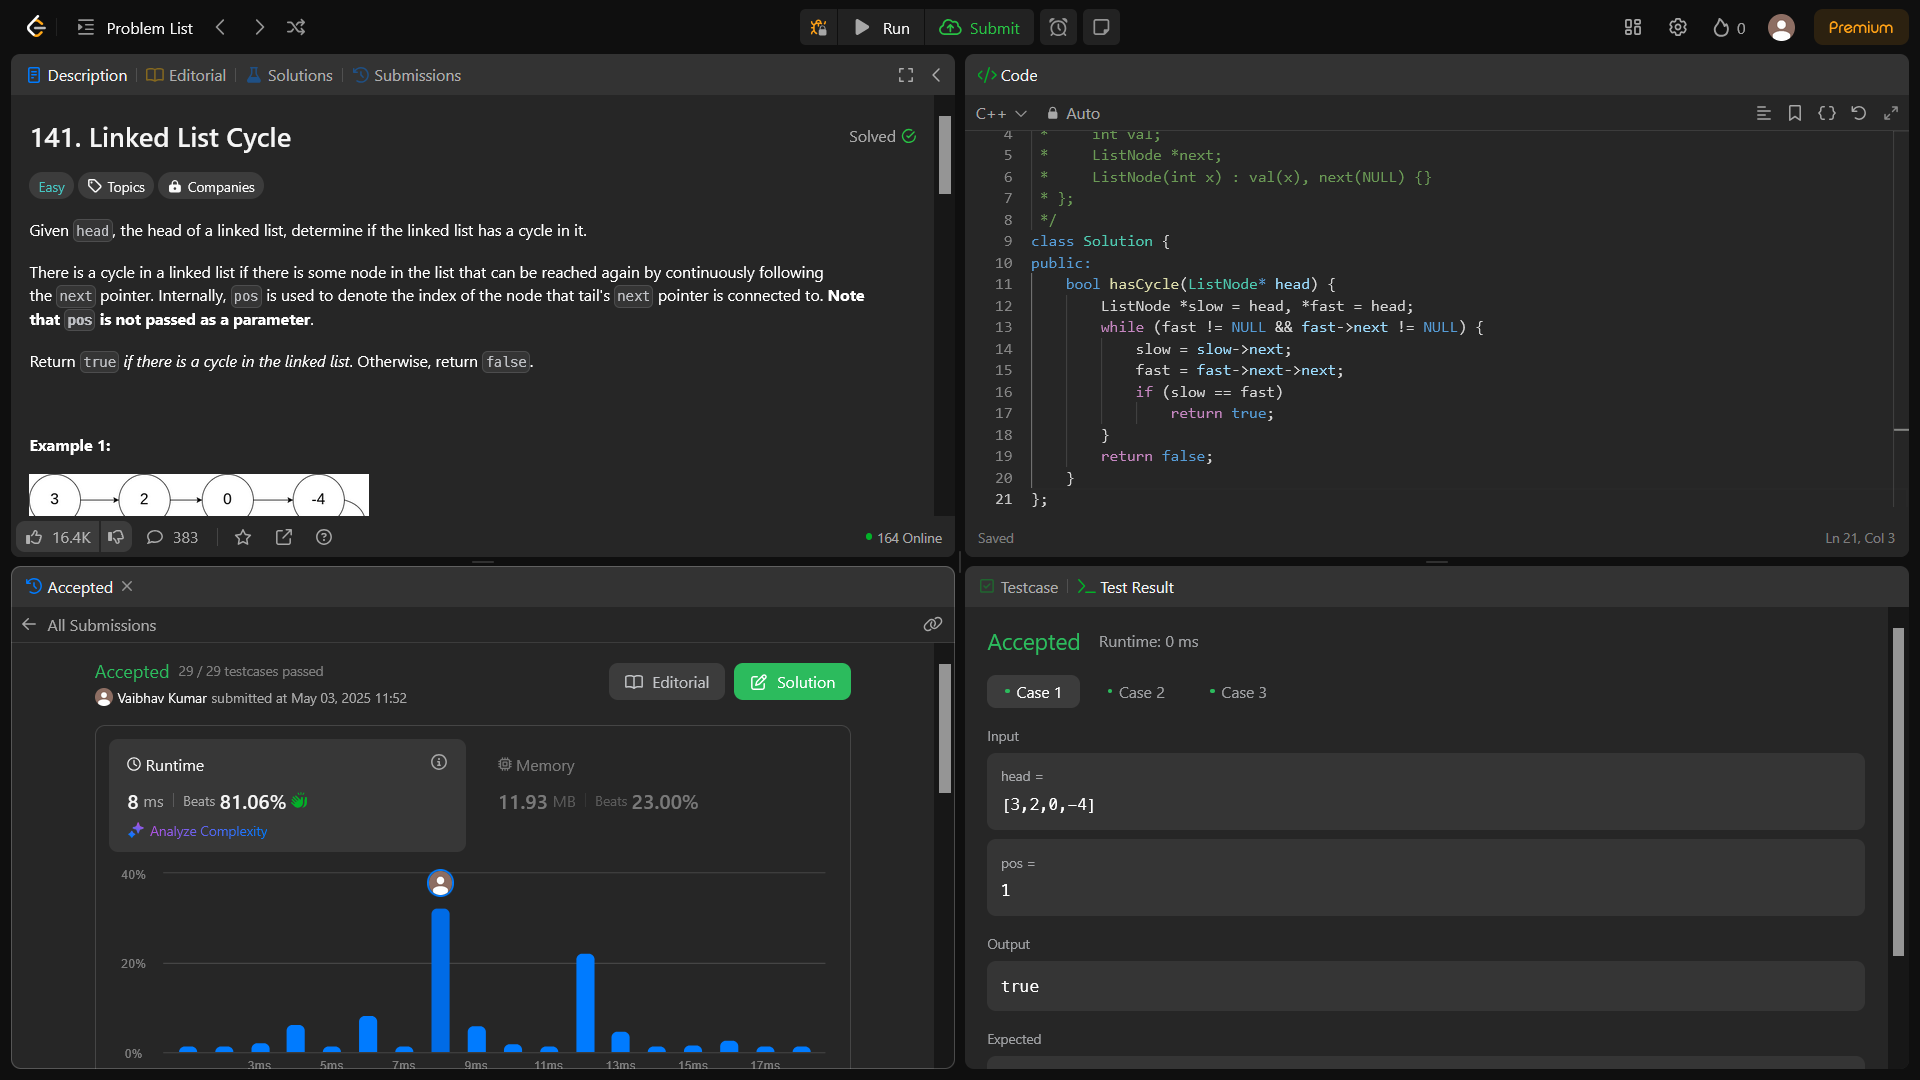 Problem List
Run
Submit
0
Premium
Description
Editorial
Solutions
Submissions
141. Linked List Cycle
Solved
Easy
Topics
Companies
Given head, the head of a linked list, determine if the linked list has a cycle in it.
There is a cycle in a linked list if there is some node in the list that can be reached again by continuously following
the next pointer. Internally, pos is used to denote the index of the node that tail's next pointer is connected to. Note
that pos is not passed as a parameter.
Return true if there is a cycle in the linked list. Otherwise, return false.
Example 1:
3 2 0 -4
16.4K
383
164 Online
Code
C++
Auto
4 * int val;
5 * ListNode *next;
6 * ListNode(int x) : val(x), next(NULL) {}
7 * };
8 */
9 class Solution {
10 public:
11 bool hasCycle(ListNode* head) {
12 ListNode *slow = head, *fast = head;
13 while (fast != NULL && fast->next != NULL) {
14 slow = slow->next;
15 fast = fast->next->next;
16 if (slow == fast)
17 return true;
18 }
19 return false;
20 }
21 };
Saved
Ln 21, Col 3
Accepted
All Submissions
Accepted 29 / 29 testcases passed
Vaibhav Kumar submitted at May 03, 2025 11:52
Editorial
Solution
Runtime
8 ms Beats 81.06%
Analyze Complexity
Memory
11.93 MB Beats 23.00%
40%
20%
0%
3ms 5ms 7ms 9ms 11ms 13ms 15ms 17ms
Testcase
Test Result
Accepted Runtime: 0 ms
Case 1
Case 2
Case 3
Input
head =
[3,2,0,-4]
pos =
1
Output
true
Expected